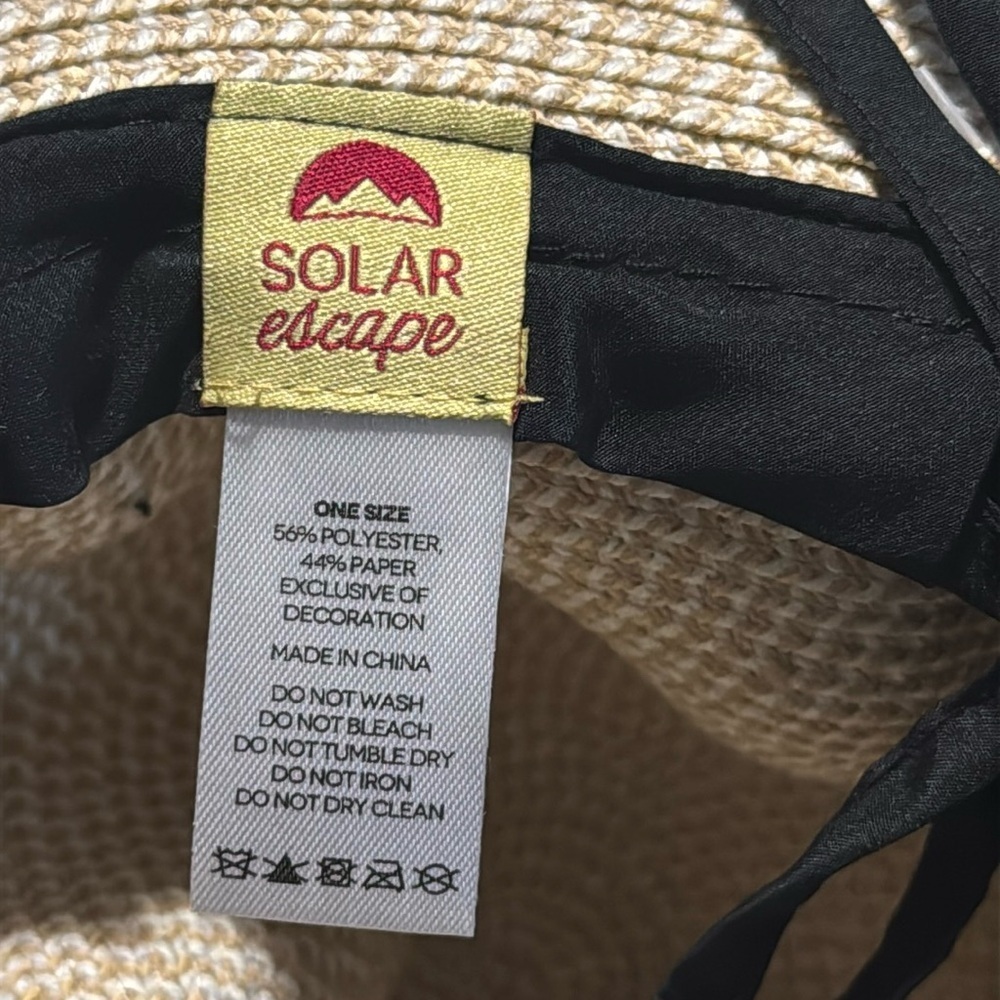 SOLAR
escape
ONE SIZE
56% POLYESTER,
44% PAPER
EXCLUSIVE OF
DECORATION
MADE IN CHINA
DO NOT WASH
DO NOT BLEACH
DO NOT TUMBLE DRY
DO NOT IRON
DO NOT DRY CLEAN